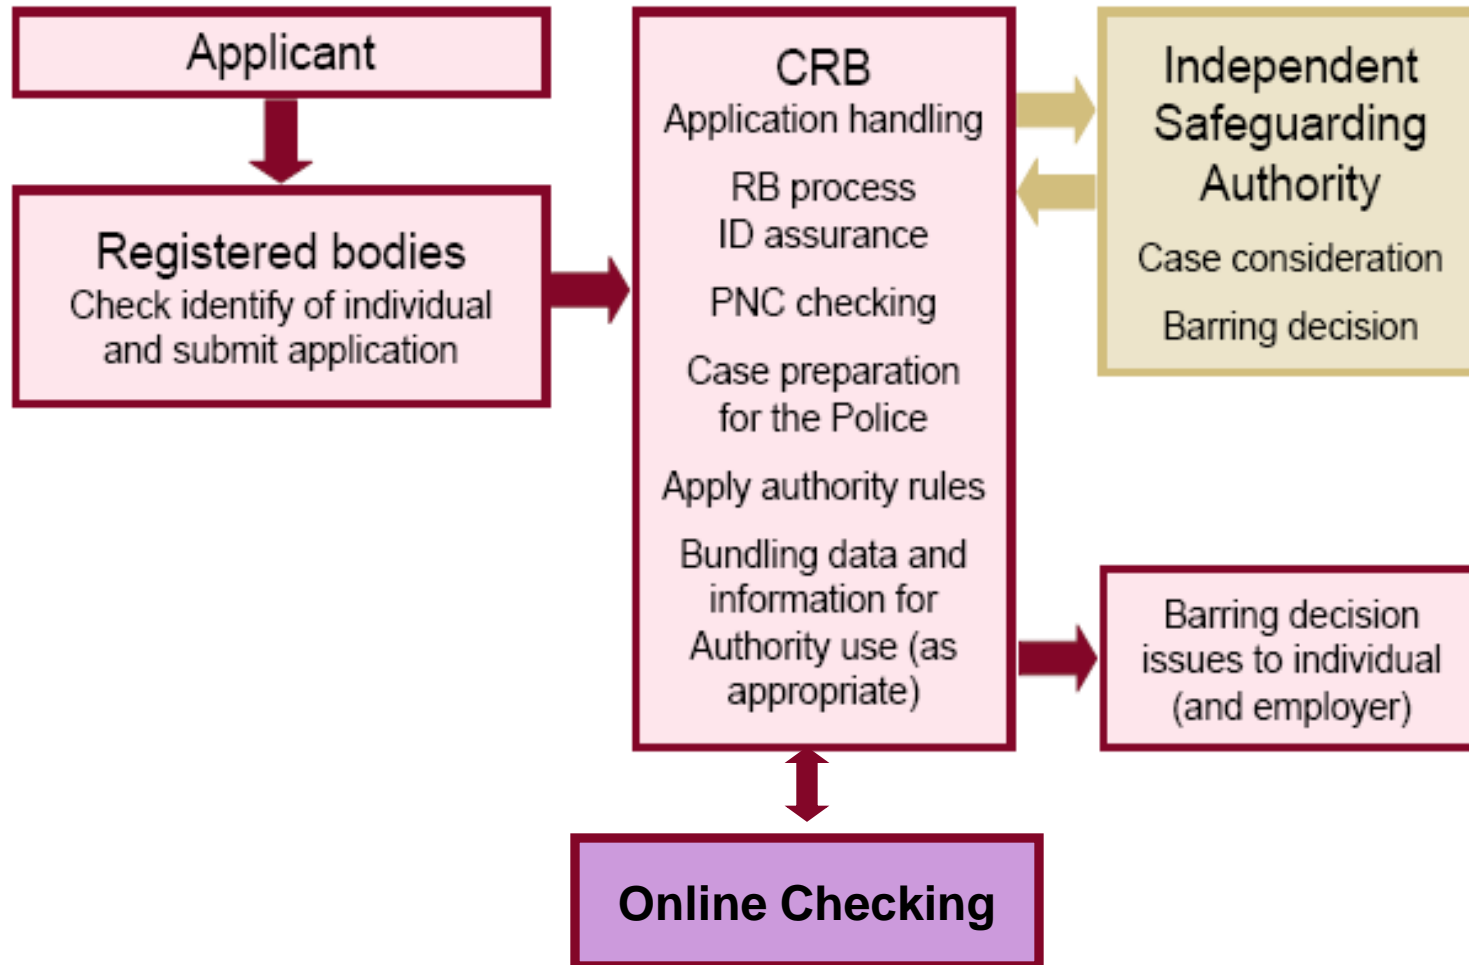 Applicant
Registered bodies
Check identify of individual
and submit application
CRB
Application handling
RB process
ID assurance
PNC checking
Case preparation
for the Police
Apply authority rules
Bundling data and
information for
Authority use (as
appropriate)
Independent
Safeguarding
Authority
Case consideration
Barring decision
Barring decision
issues to individual
(and employer)
Online Checking